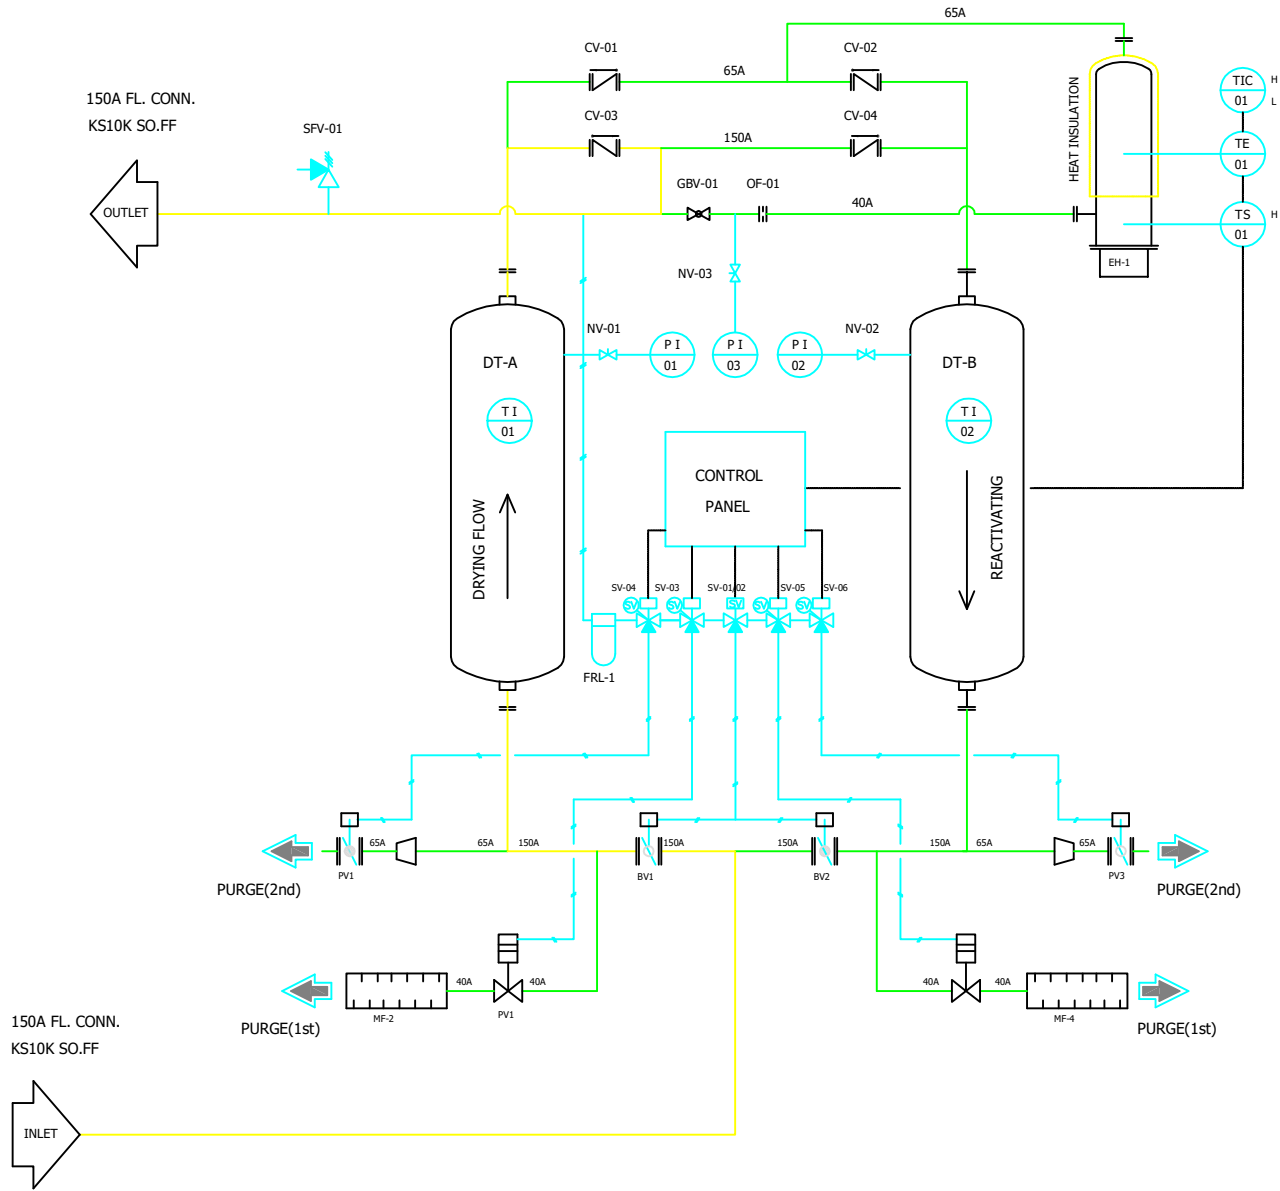 65A
CV-01
CV-02
65A
150A FL. CONN.
KS10K SO.FF
SFV-01
CV-03
CV-04
150A
HEAT INSULATION
TIC
01
H
L
TE
01
TS
01
H
OUTLET
GBV-01
OF-01
40A
EH-1
NV-03
NV-01
NV-02
P I
01
P I
03
P I
02
DT-A
DT-B
T I
01
T I
02
CONTROL
PANEL
DRYING FLOW
REACTIVATING
SV-04
SV-03
SV-01/02
SV-05
SV-06
SV
SV
SV
SV
SV
FRL-1
65A
65A
150A
150A
150A
150A
65A
65A
PV1
BV1
BV2
PV3
PURGE(2nd)
PURGE(2nd)
40A
40A
40A
40A
MF-2
PV1
MF-4
PURGE(1st)
PURGE(1st)
150A FL. CONN.
KS10K SO.FF
INLET